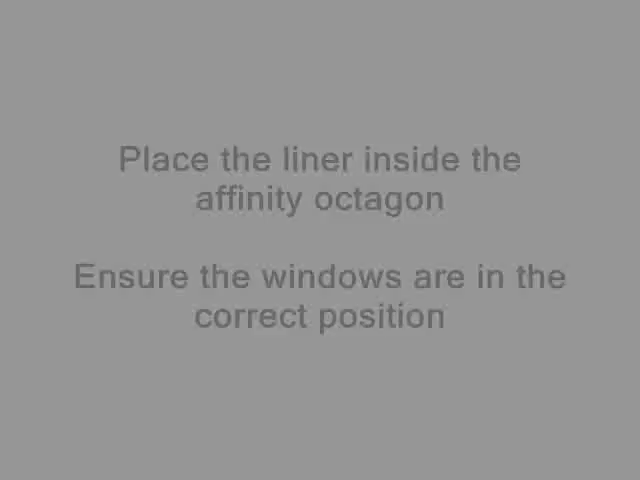 Place the liner inside the
affinity octagon
Ensure the windows are in the
correct position